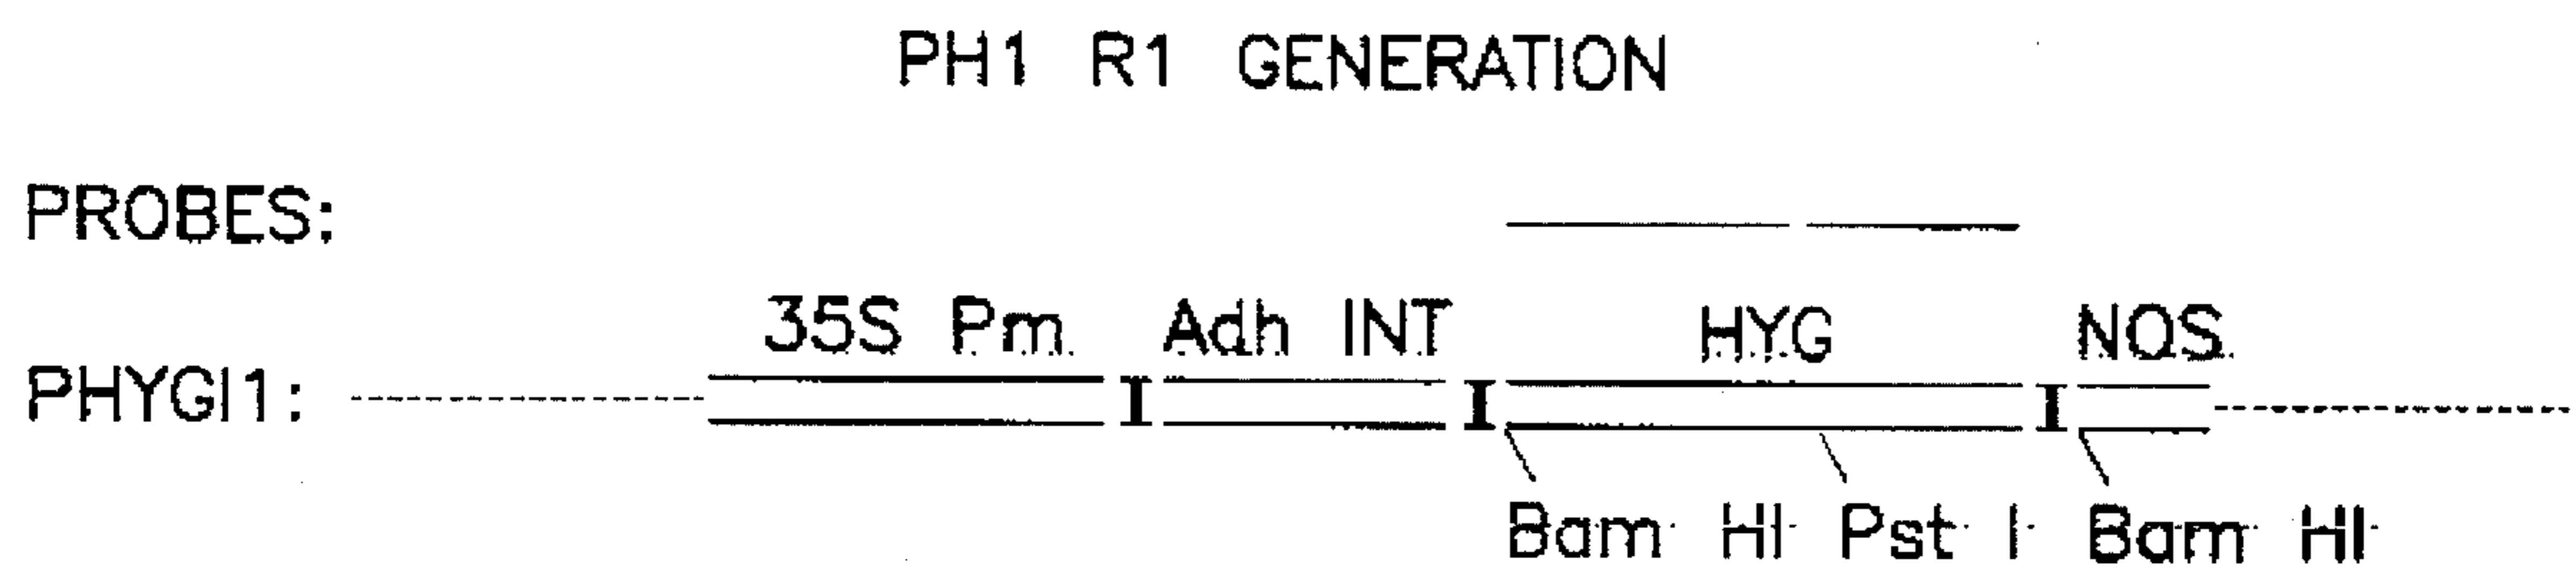 PH1 R1 GENERATION
PROBES:
35S Pm Adh INT HYG NOS
PHYGI1:
Bam HI Pst I Bam HI